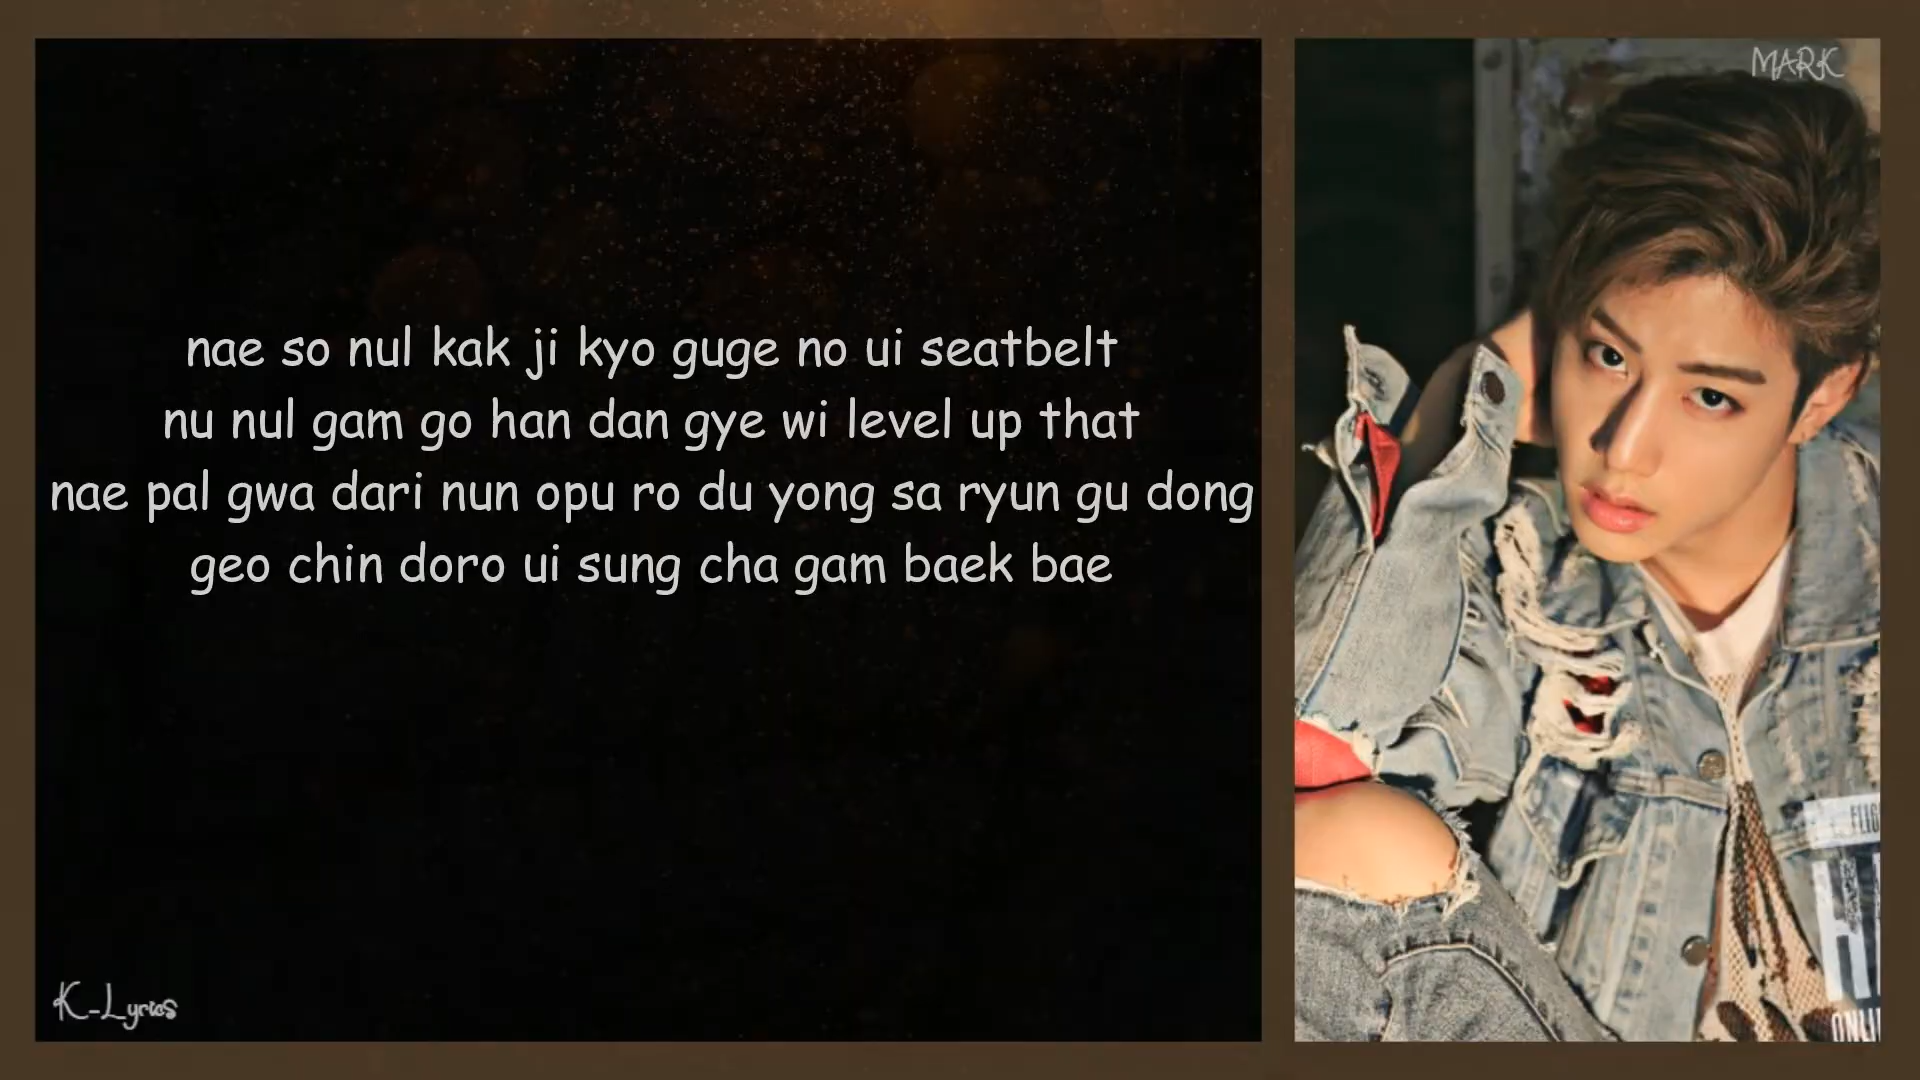 MARK
nae so nul kak ji kyo guge no ui seatbelt
nu nul gam go han dan gye wi level up that
nae pal gwa dari nun opu ro du yong sa ryun gu dong
geo chin doro ui sung cha gam baek bae
K-Lyrics
FLIG
ONLI